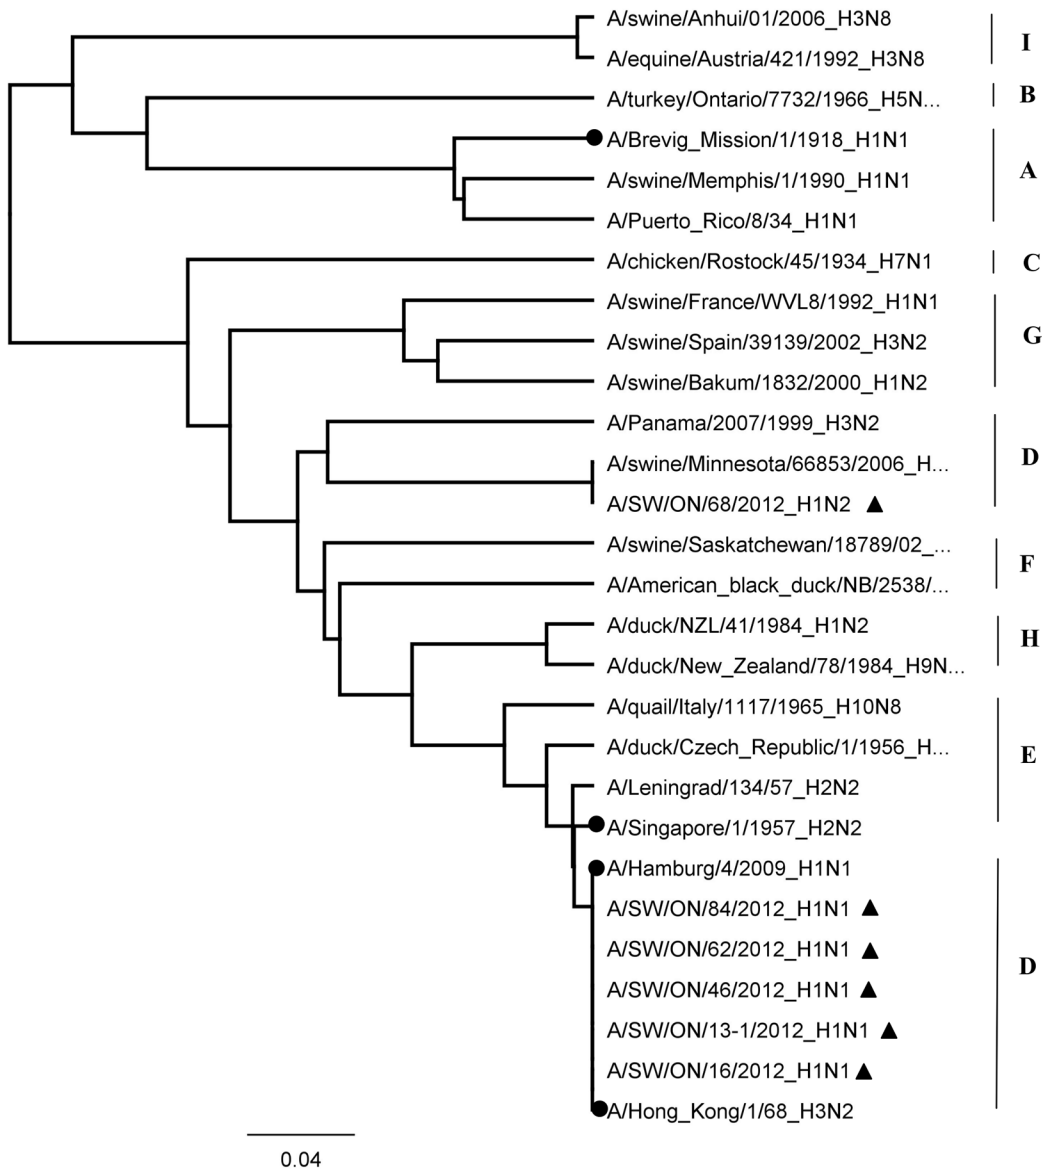 A/swine/Anhui/01/2006_H3N8
I
A/equine/Austria/421/1992_H3N8
A/turkey/Ontario/7732/1966_H5N...
B
A/Brevig_Mission/1/1918_H1N1
A/swine/Memphis/1/1990_H1N1
A
A/Puerto_Rico/8/34_H1N1
A/chicken/Rostock/45/1934_H7N1
C
A/swine/France/WVL8/1992_H1N1
A/swine/Spain/39139/2002_H3N2
G
A/swine/Bakum/1832/2000_H1N2
A/Panama/2007/1999_H3N2
A/swine/Minnesota/66853/2006_H...
D
A/SW/ON/68/2012_H1N2
A/swine/Saskatchewan/18789/02_...
F
A/American_black_duck/NB/2538/...
A/duck/NZL/41/1984_H1N2
H
A/duck/New_Zealand/78/1984_H9N...
A/quail/Italy/1117/1965_H10N8
A/duck/Czech_Republic/1/1956_H...
E
A/Leningrad/134/57_H2N2
A/Singapore/1/1957_H2N2
A/Hamburg/4/2009_H1N1
A/SW/ON/84/2012_H1N1
A/SW/ON/62/2012_H1N1
D
A/SW/ON/46/2012_H1N1
A/SW/ON/13-1/2012_H1N1
A/SW/ON/16/2012_H1N1
A/Hong_Kong/1/68_H3N2
0.04